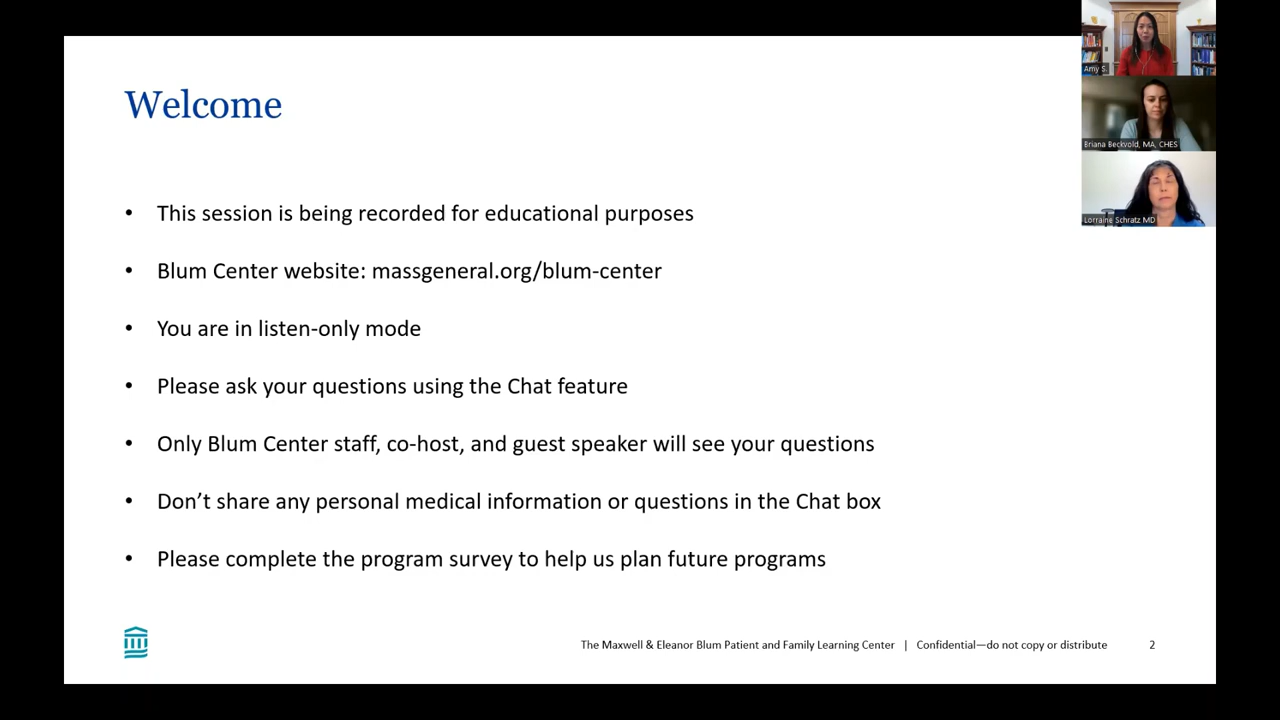 Welcome
• This session is being recorded for educational purposes
• Blum Center website: massgeneral.org/blum-center
• You are in listen-only mode
• Please ask your questions using the Chat feature
• Only Blum Center staff, co-host, and guest speaker will see your questions
• Don’t share any personal medical information or questions in the Chat box
• Please complete the program survey to help us plan future programs
The Maxwell & Eleanor Blum Patient and Family Learning Center | Confidential—do not copy or distribute 2
Amy S.
Briana Beckvold, MA, CHES
Lorraine Schratz MD